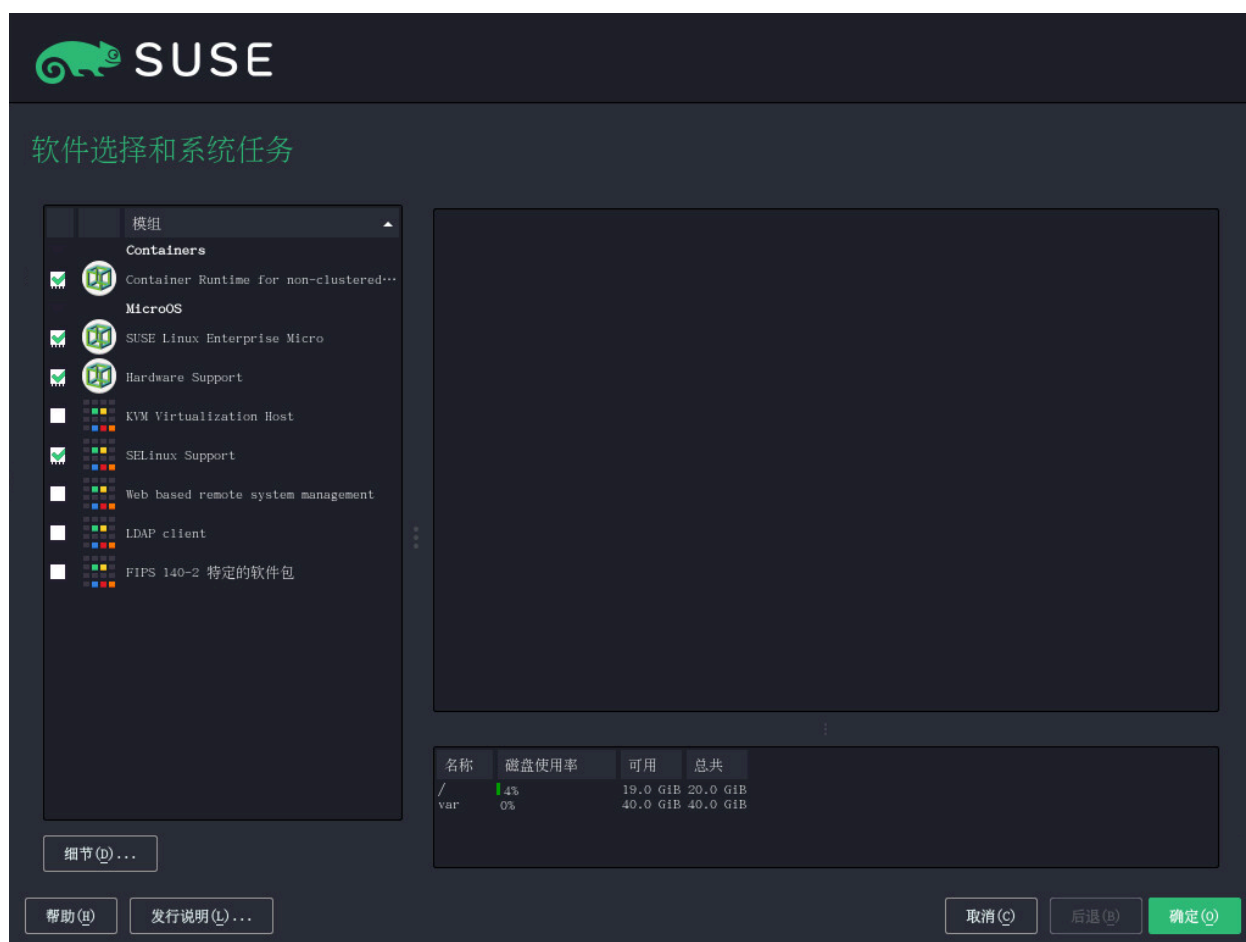 SUSE
软件选择和系统任务
模组
Containers
Container Runtime for non-clustered…
MicroOS
SUSE Linux Enterprise Micro
Hardware Support
KVM Virtualization Host
SELinux Support
Web based remote system management
LDAP client
FIPS 140-2 特定的软件包
名称 磁盘使用率 可用 总共
/ 4% 19.0 GiB 20.0 GiB
var 0% 40.0 GiB 40.0 GiB
细节(D)...
帮助(H) 发行说明(L)... 取消(C) 后退(B) 确定(O)